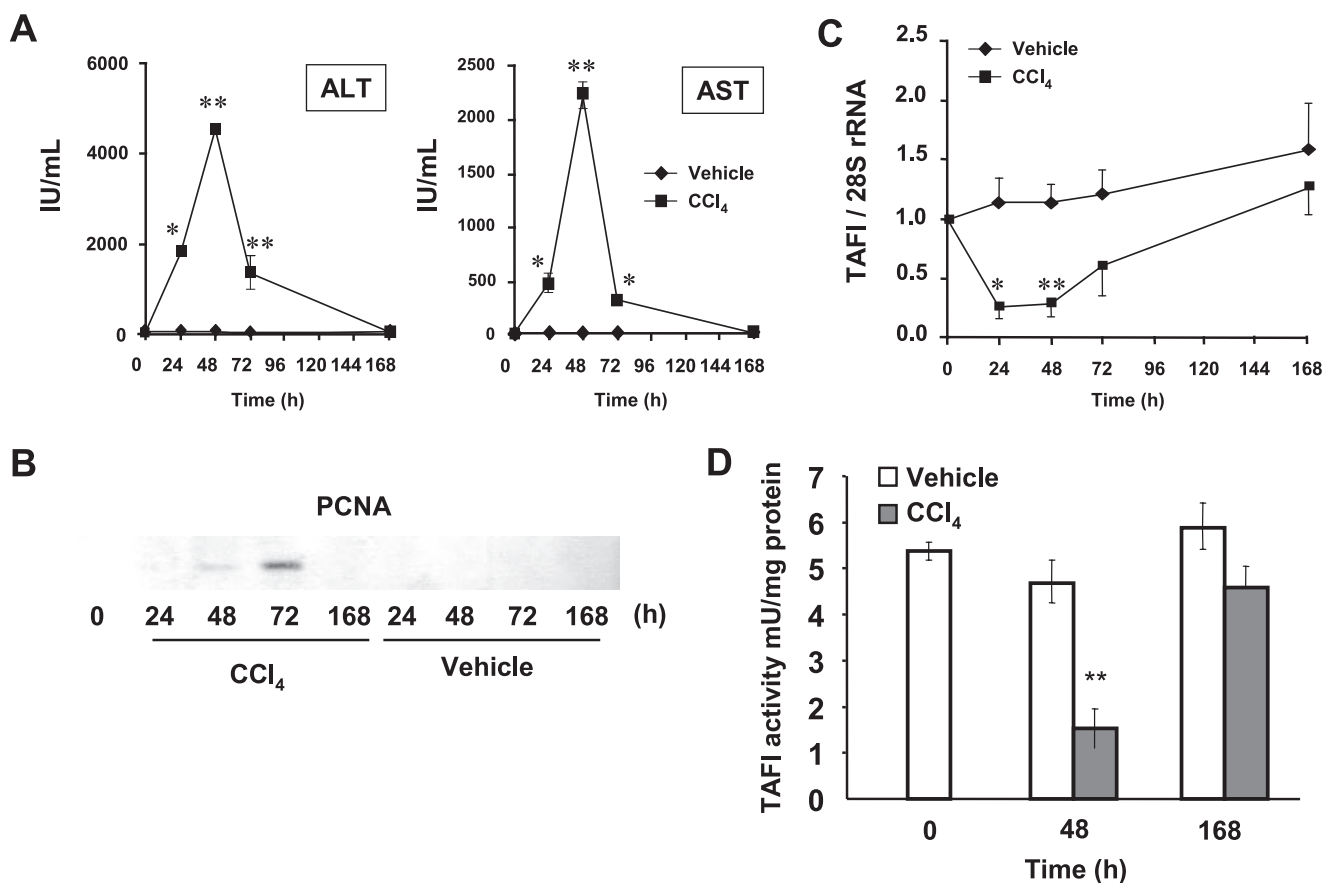 A
ALT
IU/mL
6000
4000
2000
0
*
**
**
0 24 48 72 96 120 144 168
Time (h)
AST
IU/mL
2500
2000
1500
1000
500
0
*
**
*
Vehicle
CCl₄
0 24 48 72 96 120 144 168
Time (h)
B
PCNA
0 24 48 72 168 24 48 72 168 (h)
CCl₄ Vehicle
C
TAFI / 28S rRNA
2.5
2.0
1.5
1.0
0.5
0.0
Vehicle
CCl₄
*
**
0 24 48 72 96 120 144 168
Time (h)
D
TAFI activity mU/mg protein
7
6
5
4
3
2
1
0
Vehicle
CCl₄
**
0 48 168
Time (h)